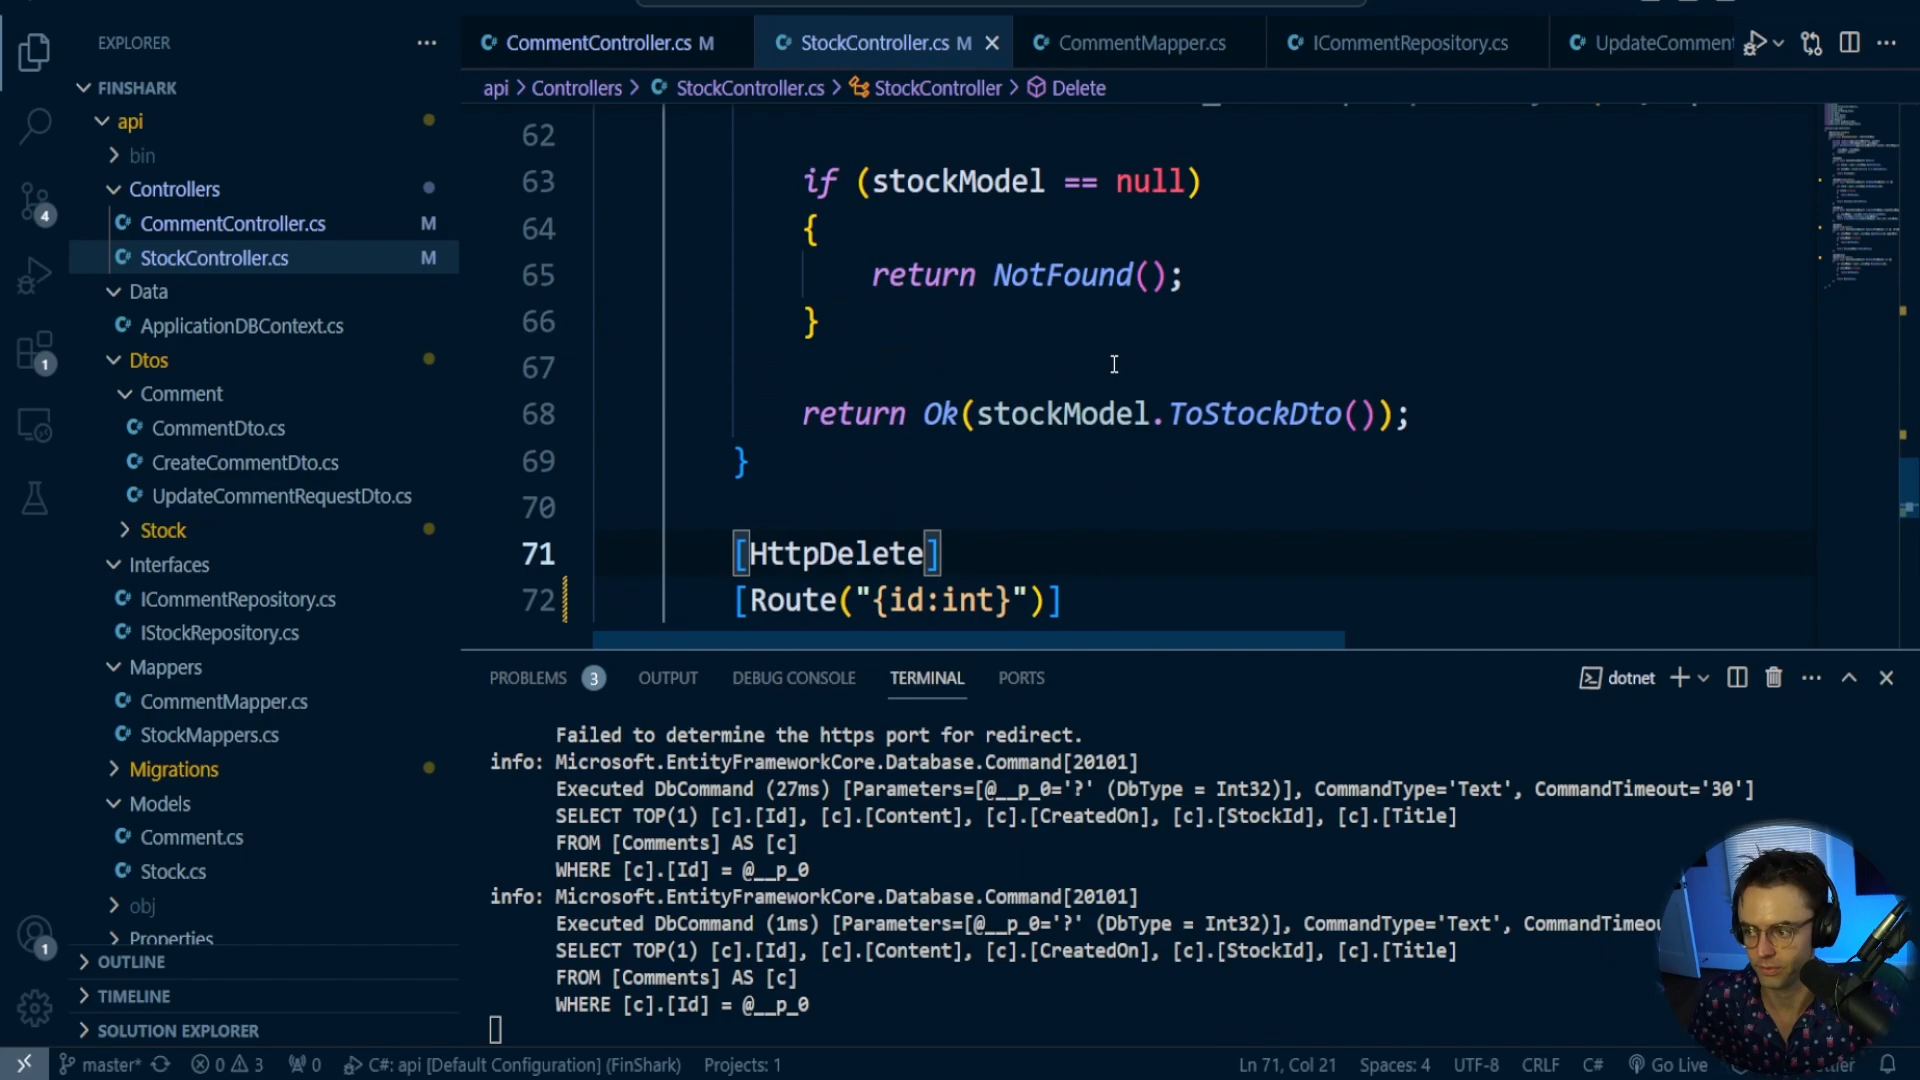 EXPLORER
FINSHARK
api
bin
Controllers
CommentController.cs M
StockController.cs M
Data
ApplicationDBContext.cs
Dtos
Comment
CommentDto.cs
CreateCommentDto.cs
UpdateCommentRequestDto.cs
Stock
Interfaces
ICommentRepository.cs
IStockRepository.cs
Mappers
CommentMapper.cs
StockMappers.cs
Migrations
Models
Comment.cs
Stock.cs
obj
Properties
OUTLINE
TIMELINE
SOLUTION EXPLORER
4
1
1
CommentController.cs M
StockController.cs M
CommentMapper.cs
ICommentRepository.cs
UpdateComment
api > Controllers > StockController.cs > StockController > Delete
62
63 if (stockModel == null)
64 {
65 return NotFound();
66 }
67
68 return Ok(stockModel.ToStockDto());
69 }
70
71 [HttpDelete]
72 [Route("{id:int}")]
PROBLEMS 3 OUTPUT DEBUG CONSOLE TERMINAL PORTS
dotnet
Failed to determine the https port for redirect.
info: Microsoft.EntityFrameworkCore.Database.Command[20101]
Executed DbCommand (27ms) [Parameters=[@__p_0='?' (DbType = Int32)], CommandType='Text', CommandTimeout='30']
SELECT TOP(1) [c].[Id], [c].[Content], [c].[CreatedOn], [c].[StockId], [c].[Title]
FROM [Comments] AS [c]
WHERE [c].[Id] = @__p_0
info: Microsoft.EntityFrameworkCore.Database.Command[20101]
Executed DbCommand (1ms) [Parameters=[@__p_0='?' (DbType = Int32)], CommandType='Text', CommandTimeou
SELECT TOP(1) [c].[Id], [c].[Content], [c].[CreatedOn], [c].[StockId], [c].[Title]
FROM [Comments] AS [c]
WHERE [c].[Id] = @__p_0
master* 0 3 0 C#: api [Default Configuration] (FinShark) Projects: 1
Ln 71, Col 21 Spaces: 4 UTF-8 CRLF C# Go Live